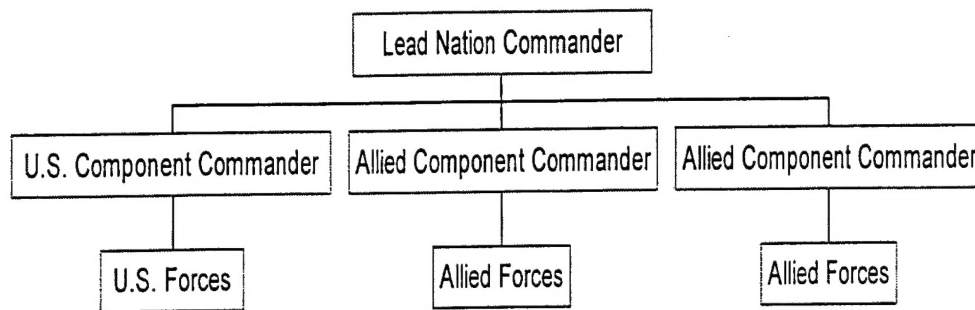 Lead Nation Commander
U.S. Component Commander
Allied Component Commander
Allied Component Commander
U.S. Forces
Allied Forces
Allied Forces